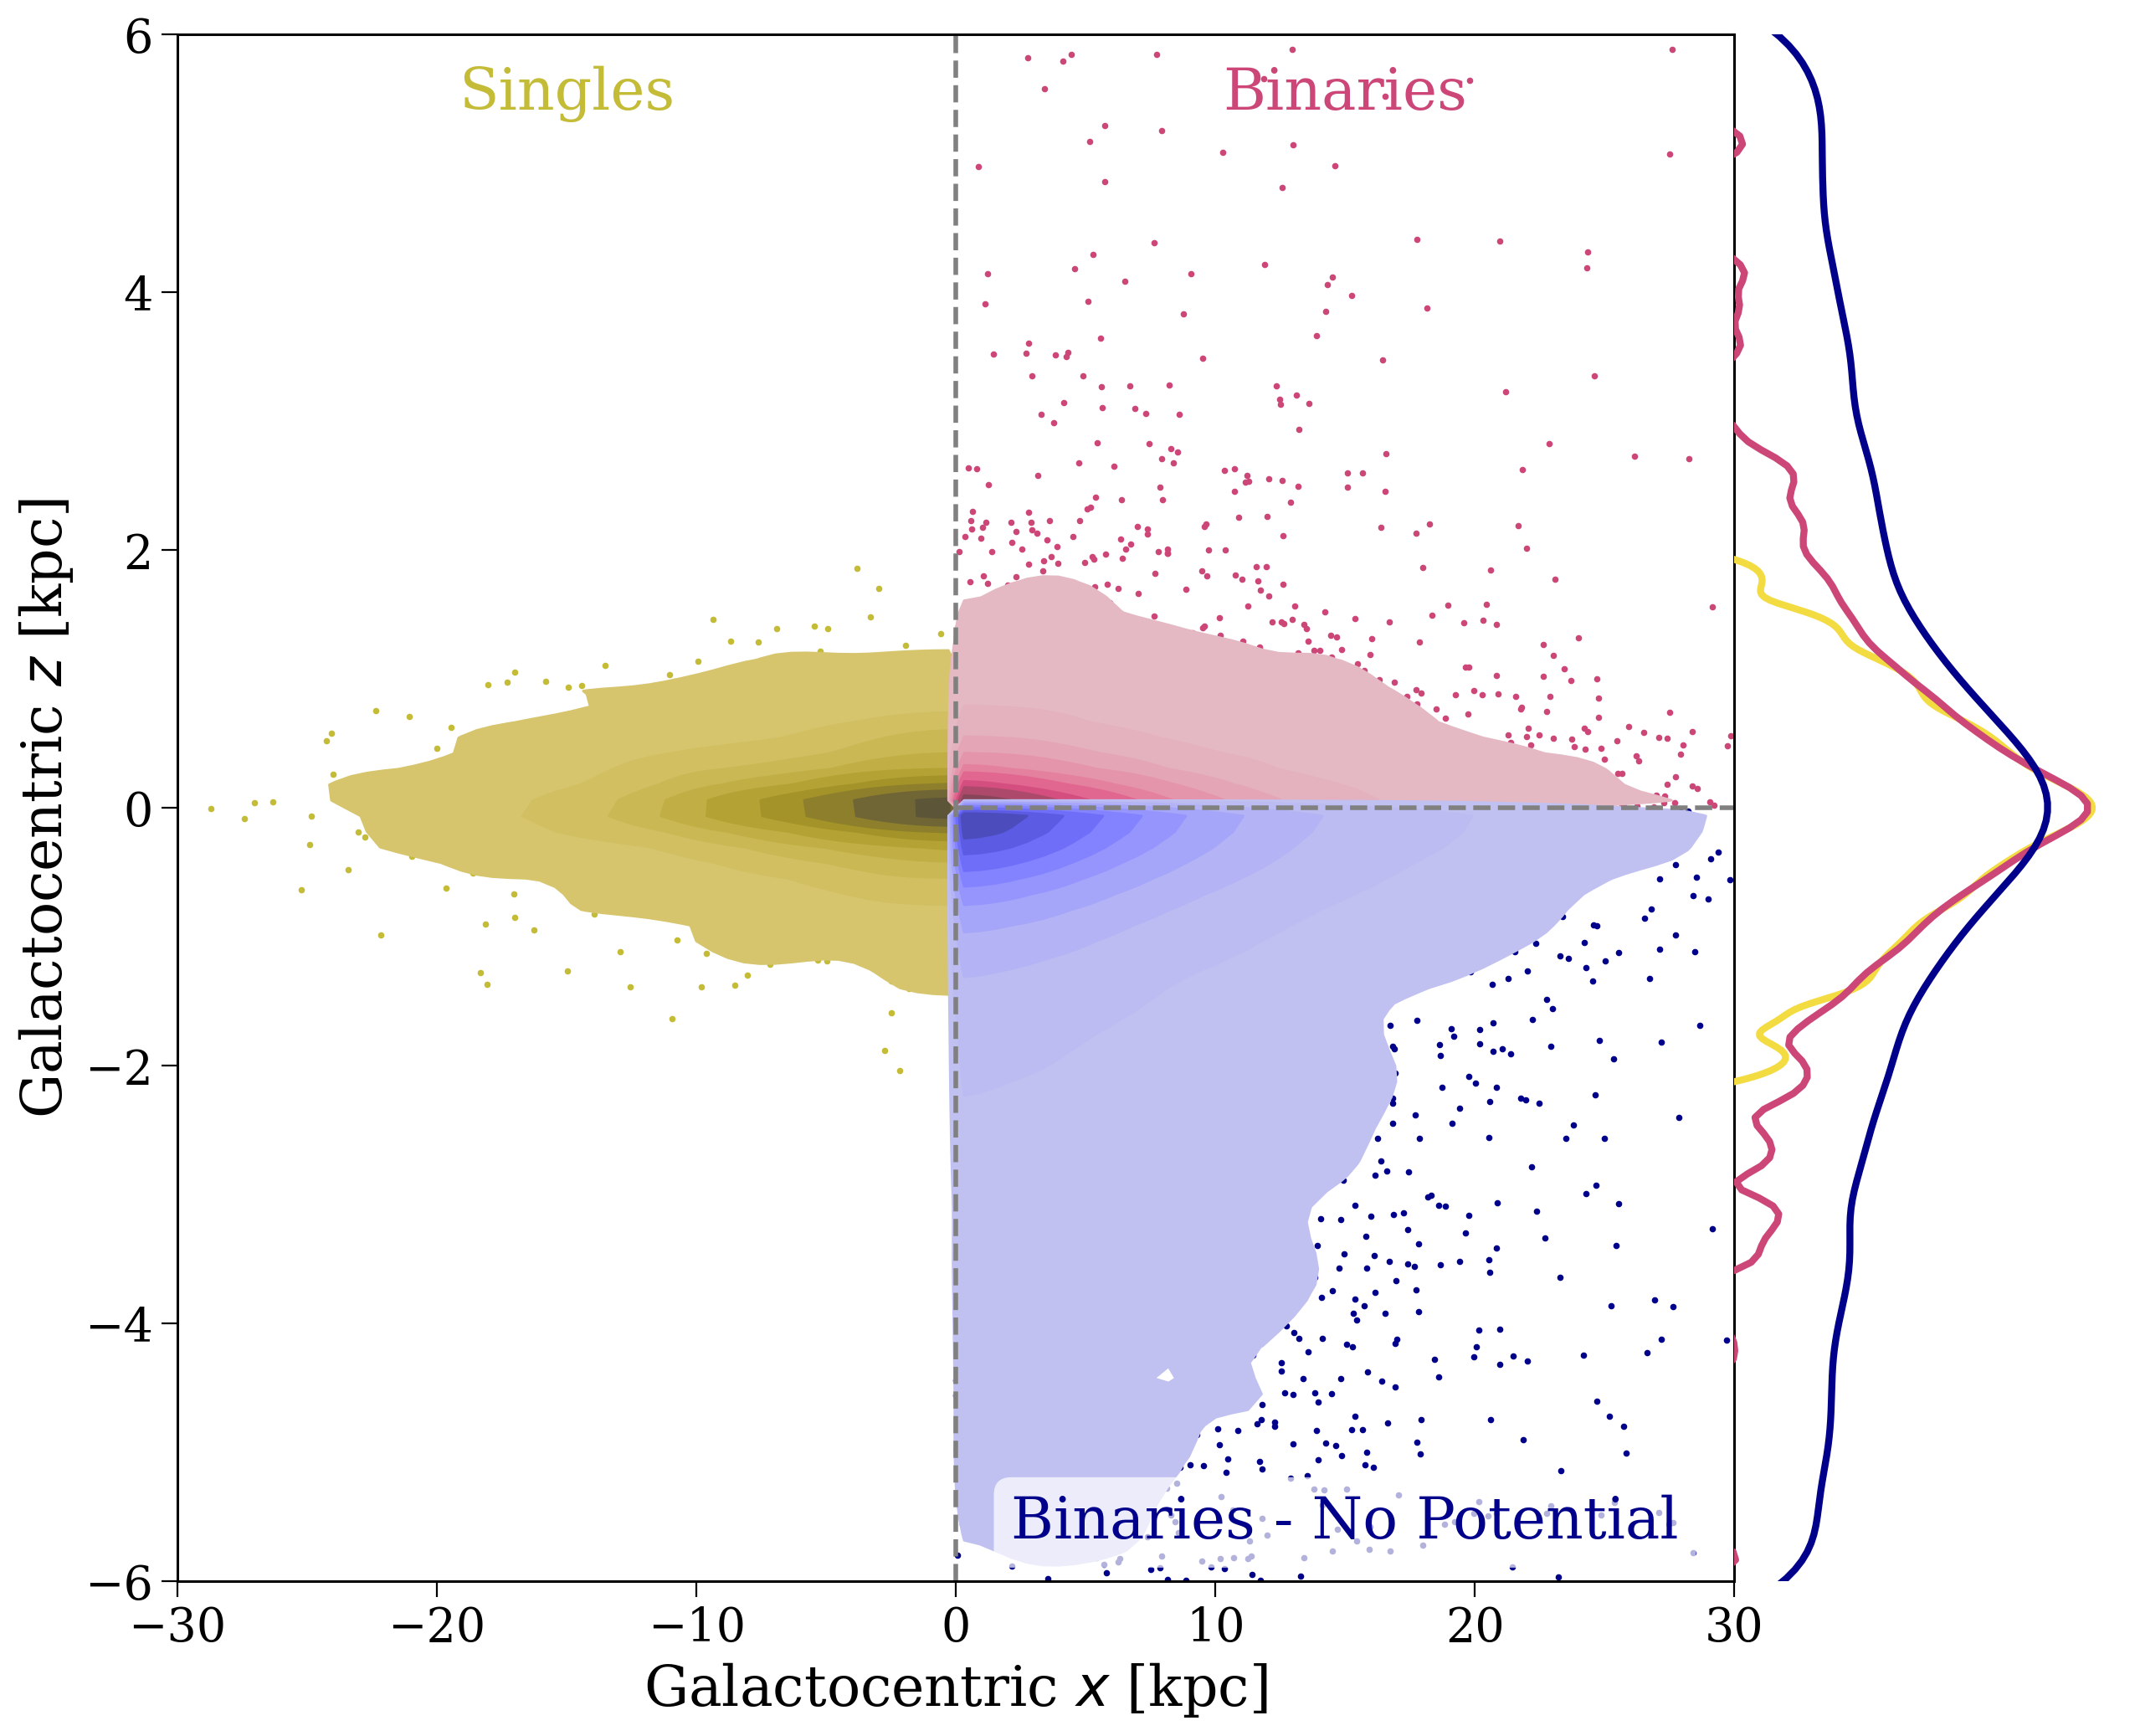 Singles
Binaries
Binaries - No Potential
6
4
2
0
−2
−4
−6
−30
−20
−10
0
10
20
30
Galactocentric z [kpc]
Galactocentric x [kpc]